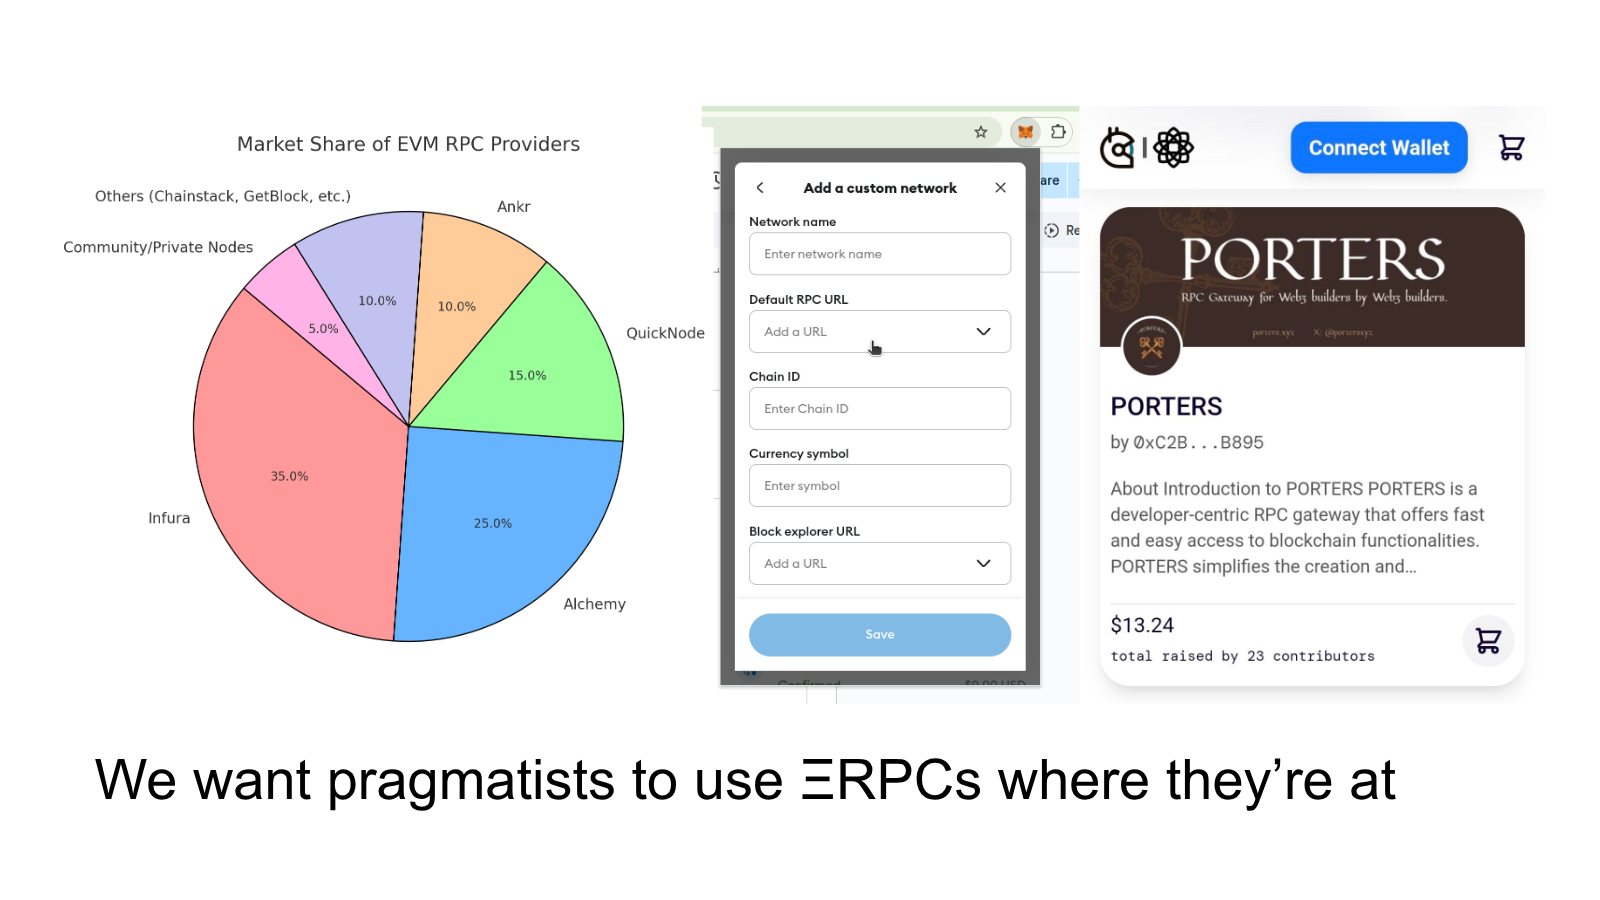 Market Share of EVM RPC Providers
Others (Chainstack, GetBlock, etc.)
Ankr
Community/Private Nodes
10.0%
10.0%
5.0%
QuickNode
15.0%
35.0%
Infura
25.0%
Alchemy
are
Re
Add a custom network
Network name
Enter network name
Default RPC URL
Add a URL
Chain ID
Enter Chain ID
Currency symbol
Enter symbol
Block explorer URL
Add a URL
Save
Confirmed
$0.00 USD
Connect Wallet
PORTERS
RPC Gateway for Web3 builders by Web3 builders.
porters.xyz X: @portersxyz
PORTERS
PORTERS
by 0xC2B...B895
About Introduction to PORTERS PORTERS is a
developer-centric RPC gateway that offers fast
and easy access to blockchain functionalities.
PORTERS simplifies the creation and…
$13.24
total raised by 23 contributors
We want pragmatists to use ΞRPCs where they’re at